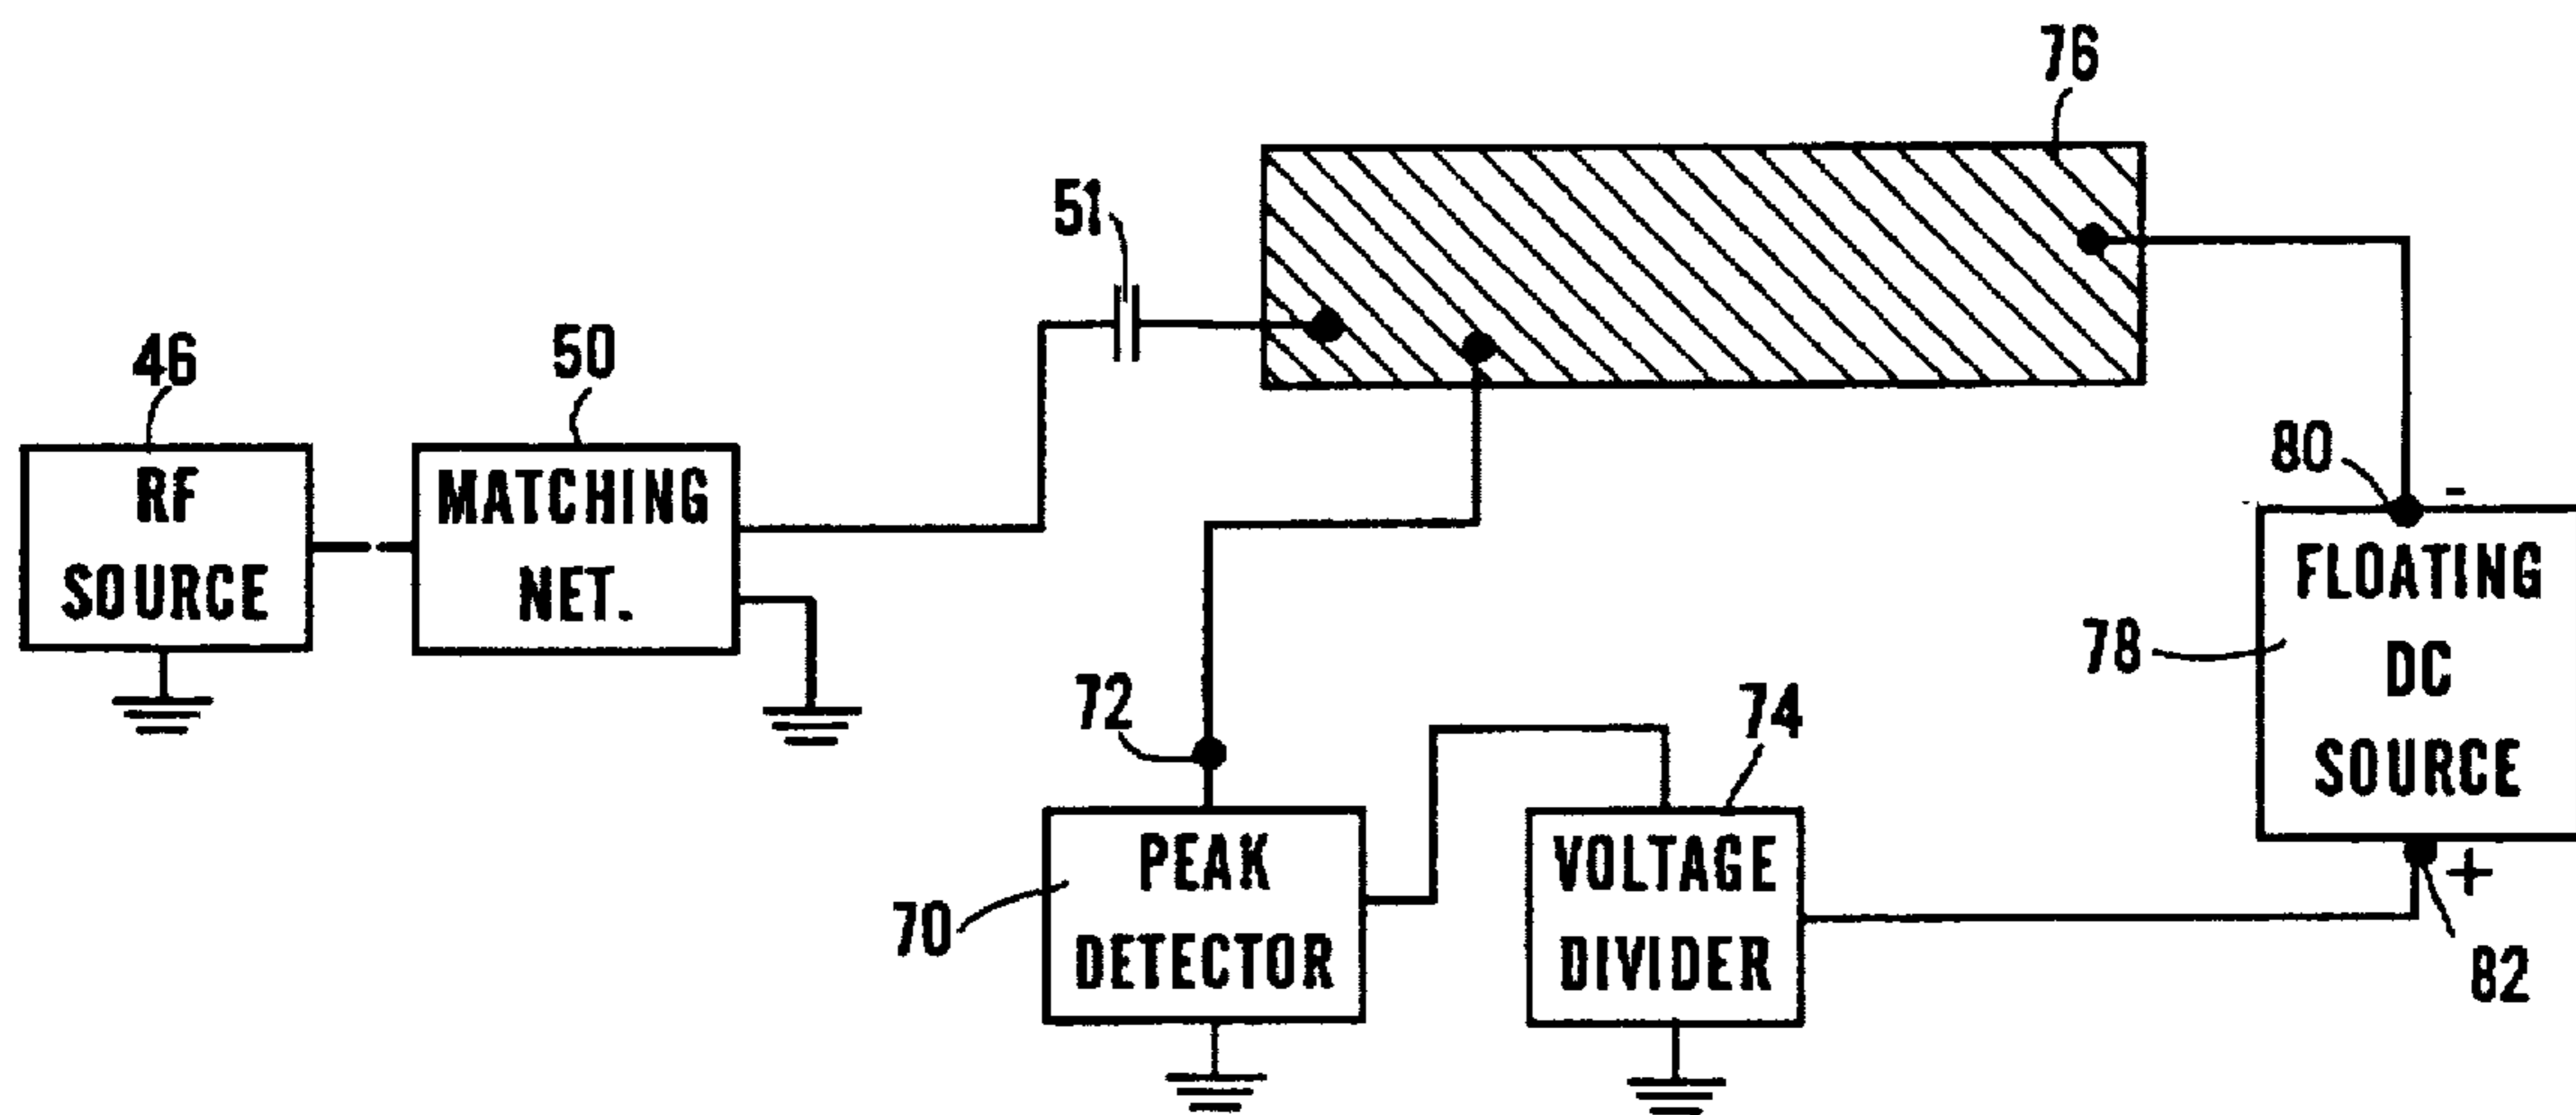 76
51
46
50
RF
SOURCE
MATCHING
NET.
80
-
FLOATING
DC
SOURCE
78
+
82
72
74
PEAK
DETECTOR
70
VOLTAGE
DIVIDER